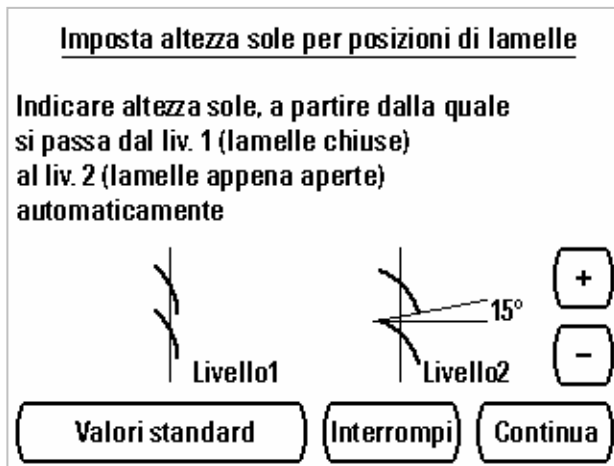 Imposta altezza sole per posizioni di lamelle
Indicare altezza sole, a partire dalla quale
si passa dal liv. 1 (lamelle chiuse)
al liv. 2 (lamelle appena aperte)
automaticamente
+
15°
−
Livello1
Livello2
Valori standard
Interrompi
Continua